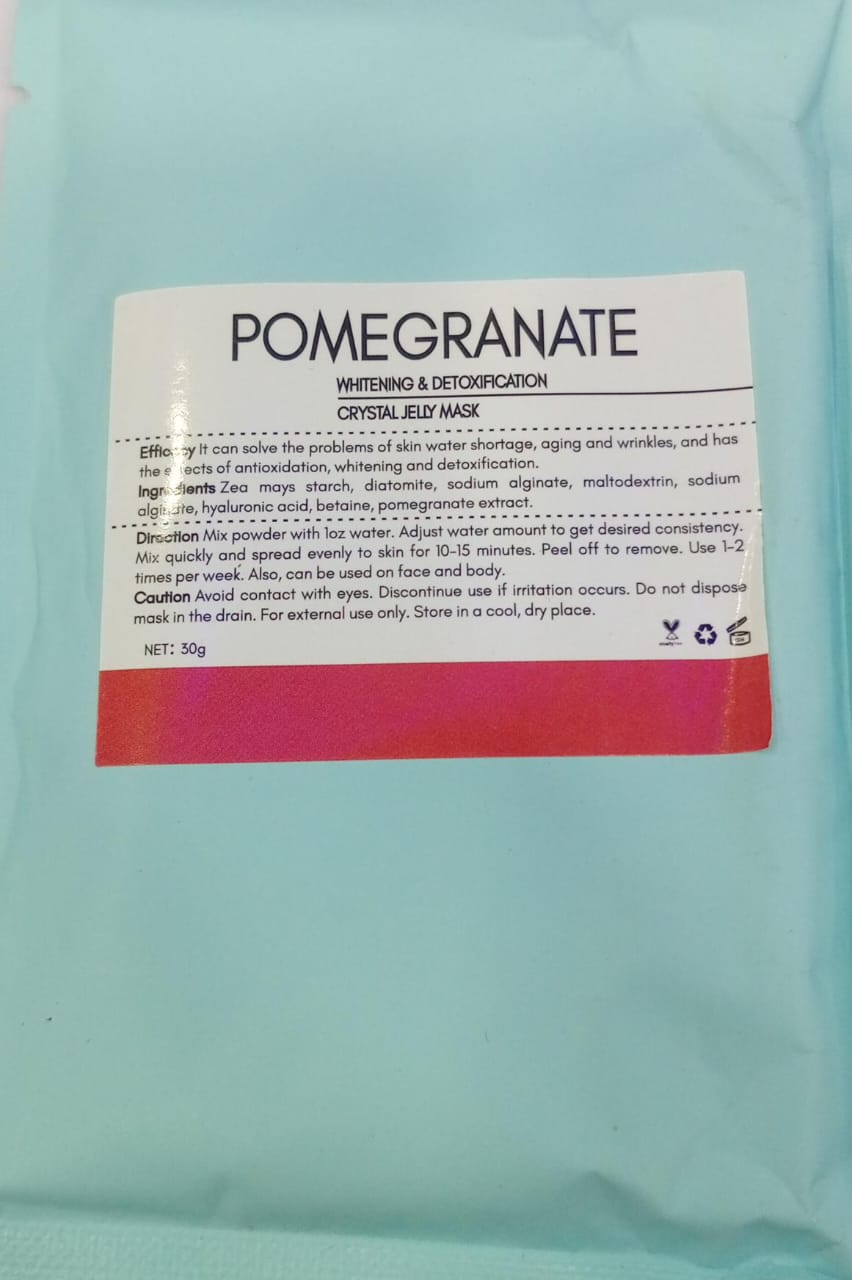 POMEGRANATE
WHITENING & DETOXIFICATION
CRYSTAL JELLY MASK
Efficacy It can solve the problems of skin water shortage, aging and wrinkles, and has
the effects of antioxidation, whitening and detoxification.
Ingredients Zea mays starch, diatomite, sodium alginate, maltodextrin, sodium
alginate, hyaluronic acid, betaine, pomegranate extract.
Direction Mix powder with 1oz water. Adjust water amount to get desired consistency.
Mix quickly and spread evenly to skin for 10-15 minutes. Peel off to remove. Use 1-2
times per week. Also, can be used on face and body.
Caution Avoid contact with eyes. Discontinue use if irritation occurs. Do not dispose
mask in the drain. For external use only. Store in a cool, dry place.
NET: 30g